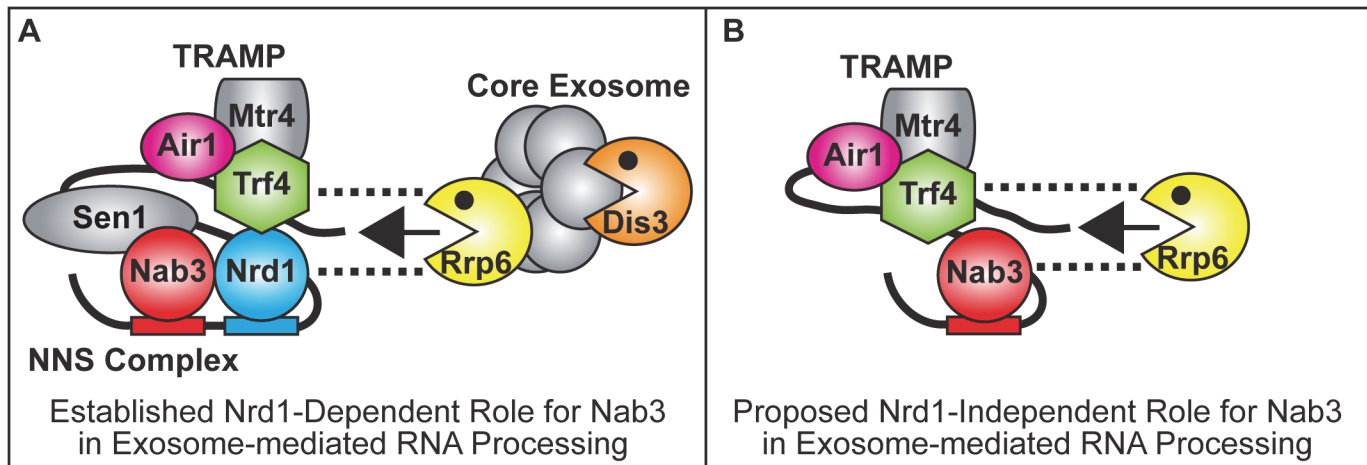 A
TRAMP
Mtr4
Air1
Trf4
Sen1
Nab3
Nrd1
NNS Complex
Core Exosome
Dis3
Rrp6
Established Nrd1-Dependent Role for Nab3
in Exosome-mediated RNA Processing
B
TRAMP
Mtr4
Air1
Trf4
Nab3
Rrp6
Proposed Nrd1-Independent Role for Nab3
in Exosome-mediated RNA Processing